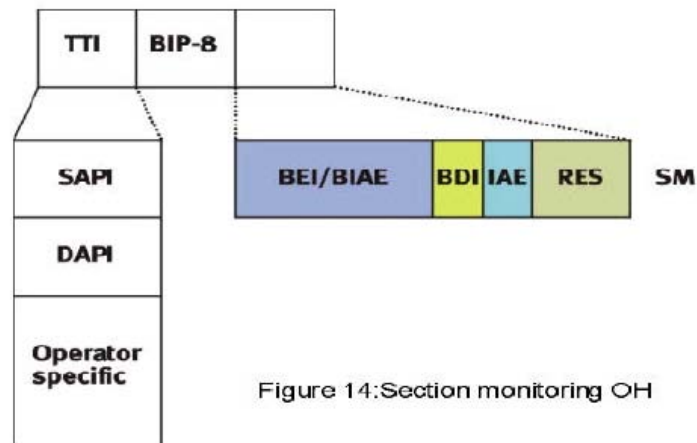 TTI BIP-8
SAPI BEI/BIAE BDI IAE RES SM
DAPI
Operator
specific
Figure 14:Section monitoring OH